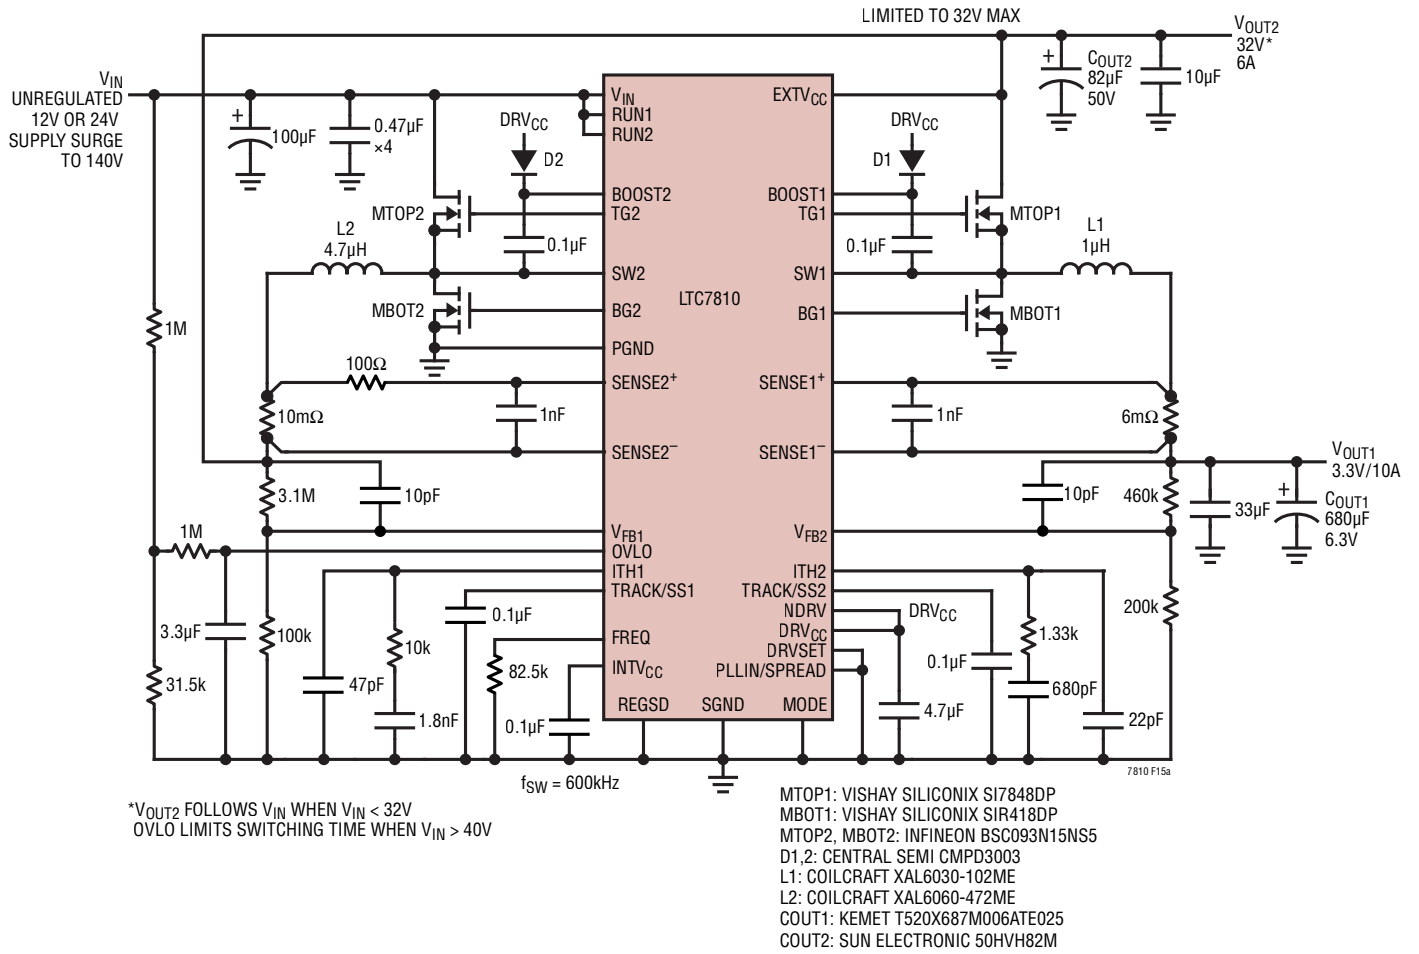 LIMITED TO 32V MAX
VOUT2
32V*
6A
VIN
UNREGULATED
12V OR 24V
SUPPLY SURGE
TO 140V
+
100µF
0.47µF
×4
DRVCC
D2
VIN
RUN1
RUN2
EXTVCC
DRVCC
D1
+
COUT2
82µF
50V
10µF
MTOP2
BOOST2
TG2
BOOST1
TG1
MTOP1
L2
4.7µH
0.1µF
0.1µF
L1
1µH
SW2
SW1
LTC7810
MBOT2
BG2
BG1
MBOT1
1M
PGND
100Ω
SENSE2+
SENSE1+
10mΩ
1nF
1nF
6mΩ
SENSE2–
SENSE1–
VOUT1
3.3V/10A
3.1M
10pF
10pF
460k
33µF
+
COUT1
680µF
6.3V
1M
VFB1
OVLO
ITH1
TRACK/SS1
FREQ
INTVCC
VFB2
ITH2
TRACK/SS2
NDRV
DRVCC
DRVSET
PLLIN/SPREAD
DRVCC
REGSD
SGND
MODE
3.3µF
100k
31.5k
47pF
10k
1.8nF
0.1µF
82.5k
0.1µF
4.7µF
0.1µF
1.33k
680pF
22pF
200k
7810 F15a
fSW = 600kHz
*VOUT2 FOLLOWS VIN WHEN VIN < 32V
OVLO LIMITS SWITCHING TIME WHEN VIN > 40V
MTOP1: VISHAY SILICONIX SI7848DP
MBOT1: VISHAY SILICONIX SIR418DP
MTOP2, MBOT2: INFINEON BSC093N15NS5
D1,2: CENTRAL SEMI CMPD3003
L1: COILCRAFT XAL6030-102ME
L2: COILCRAFT XAL6060-472ME
COUT1: KEMET T520X687M006ATE025
COUT2: SUN ELECTRONIC 50HVH82M